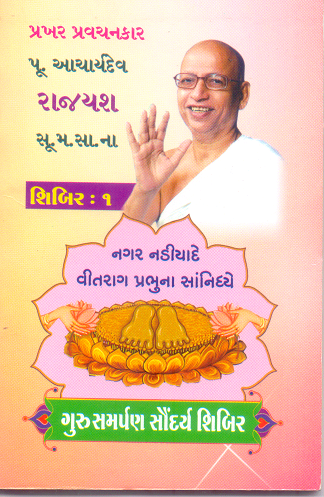 પ્રખર પ્રવચનકાર
પૂ. આચાર્યદેવ
રાજયશ
સૂ.મ.સા.ના
શિબિર : ૧
નગર નડીયાદે
વીતરાગ પ્રભુના સાંનિધ્યે
ગુરુ સમર્પણ સૌંદર્ય શિબિર